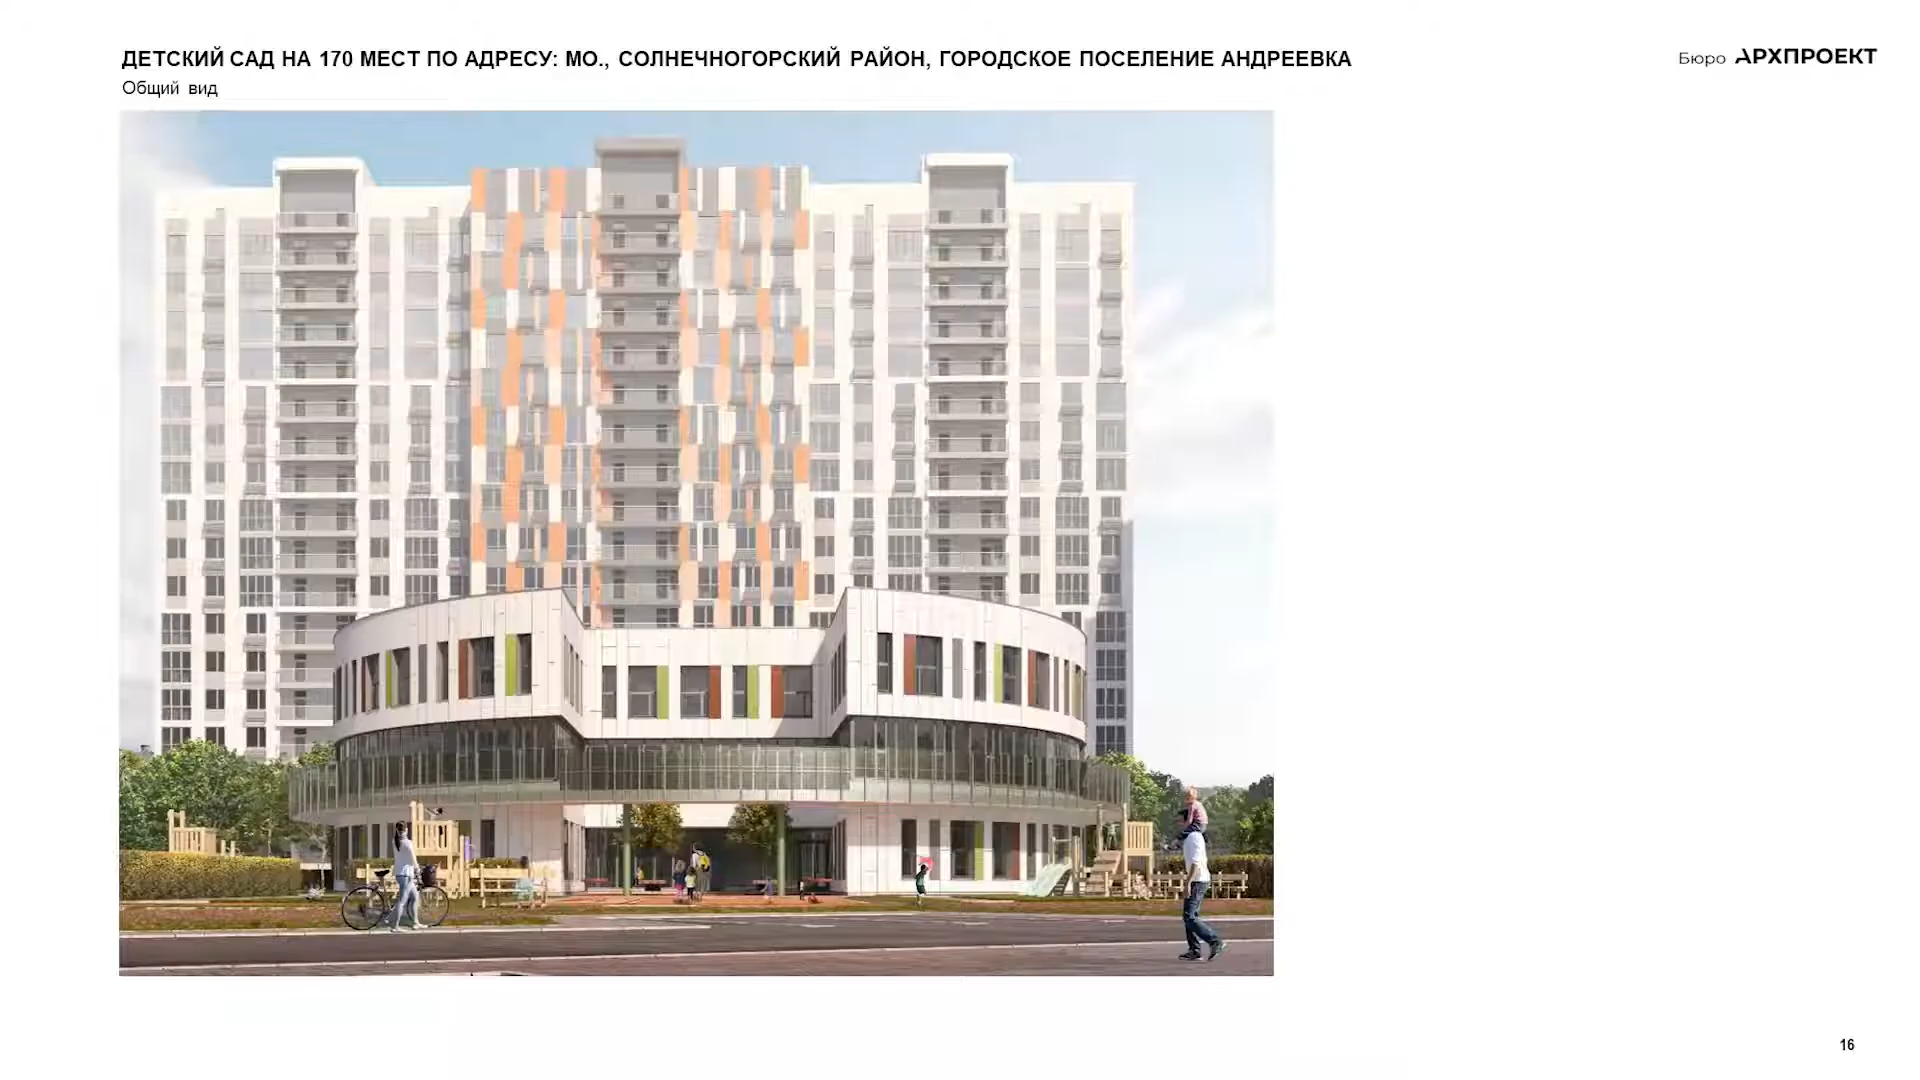 ДЕТСКИЙ САД НА 170 МЕСТ ПО АДРЕСУ: МО., СОЛНЕЧНОГОРСКИЙ РАЙОН, ГОРОДСКОЕ ПОСЕЛЕНИЕ АНДРЕЕВКА
Бюро АРХПРОЕКТ
Общий вид
16